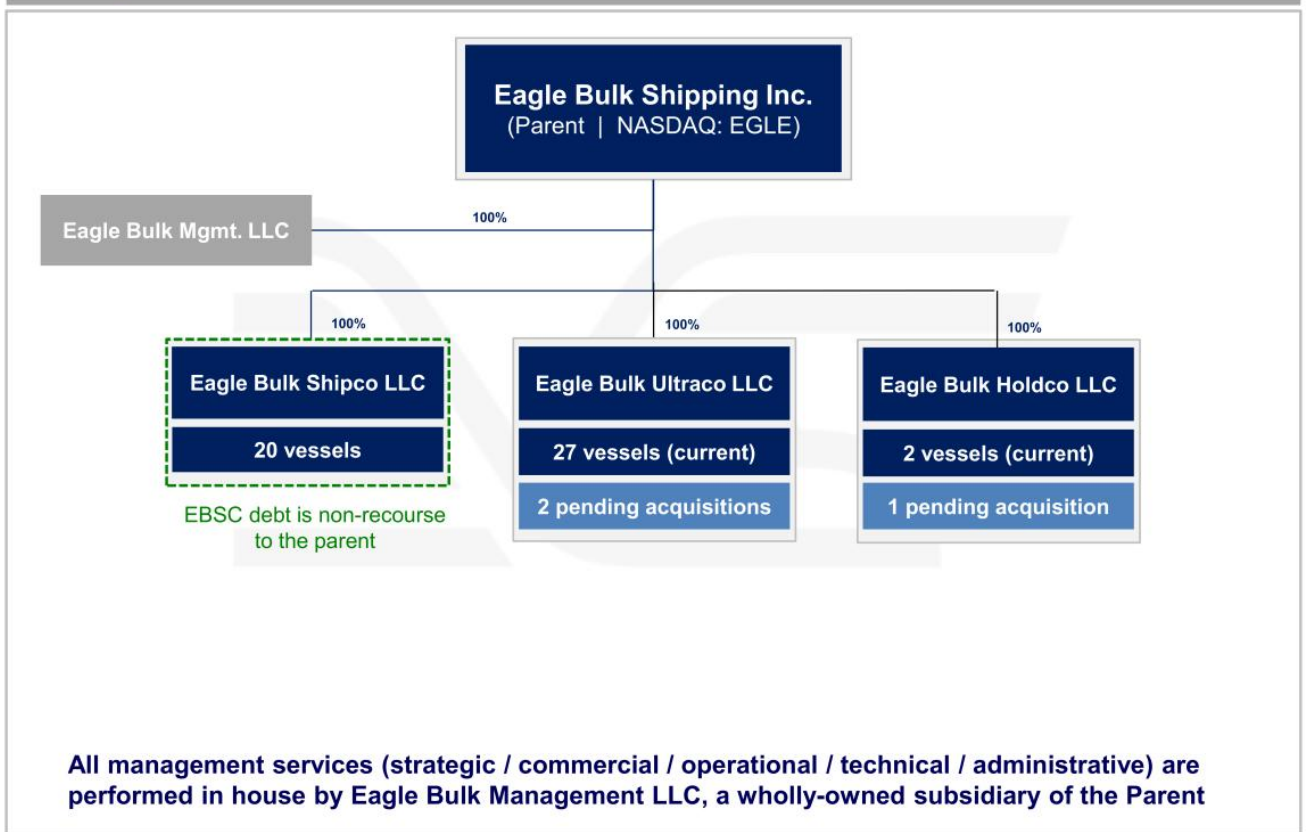 Eagle Bulk Shipping Inc.
(Parent | NASDAQ: EGLE)
Eagle Bulk Mgmt. LLC
100%
100%
100%
100%
Eagle Bulk Shipco LLC
20 vessels
EBSC debt is non-recourse
to the parent
Eagle Bulk Ultraco LLC
27 vessels (current)
2 pending acquisitions
Eagle Bulk Holdco LLC
2 vessels (current)
1 pending acquisition
All management services (strategic / commercial / operational / technical / administrative) are
performed in house by Eagle Bulk Management LLC, a wholly-owned subsidiary of the Parent